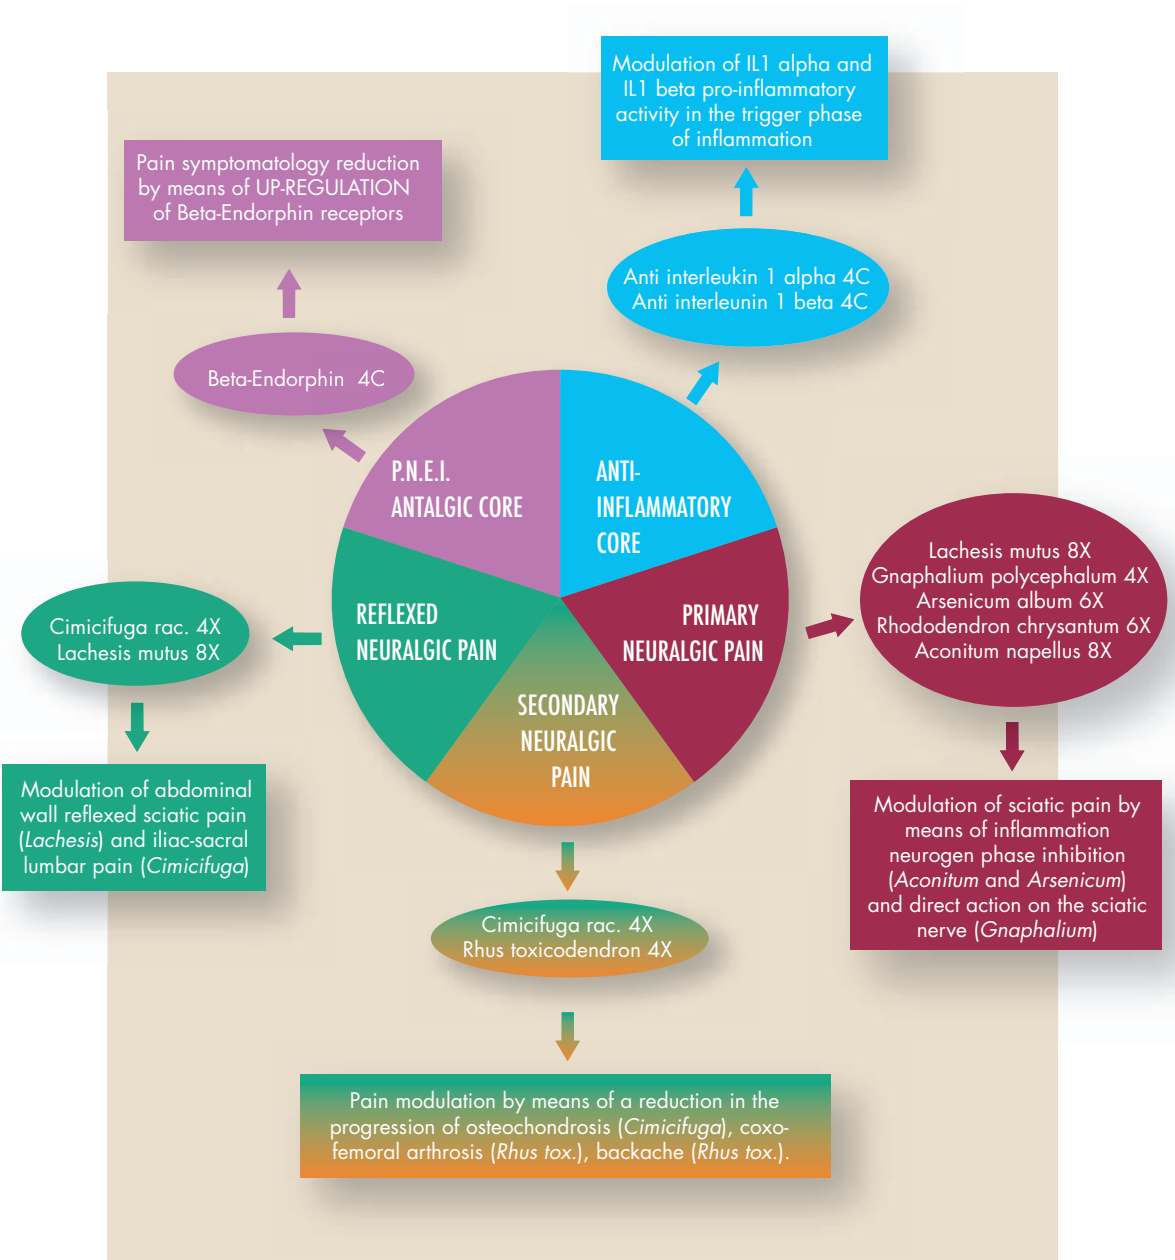 Modulation of IL1 alpha and
IL1 beta pro-inflammatory
activity in the trigger phase
of inflammation
Pain symptomatology reduction
by means of UP-REGULATION
of Beta-Endorphin receptors
Anti interleukin 1 alpha 4C
Anti interleunin 1 beta 4C
Beta-Endorphin 4C
P.N.E.I.
ANTALGIC CORE
ANTI-
INFLAMMATORY
CORE
Lachesis mutus 8X
Gnaphalium polycephalum 4X
Arsenicum album 6X
Rhododendron chrysantum 6X
Aconitum napellus 8X
REFLEXED
NEURALGIC PAIN
PRIMARY
NEURALGIC PAIN
Cimicifuga rac. 4X
Lachesis mutus 8X
SECONDARY
NEURALGIC
PAIN
Modulation of abdominal
wall reflexed sciatic pain
(Lachesis) and iliac-sacral
lumbar pain (Cimicifuga)
Modulation of sciatic pain by
means of inflammation
neurogen phase inhibition
(Aconitum and Arsenicum)
and direct action on the sciatic
nerve (Gnaphalium)
Cimicifuga rac. 4X
Rhus toxicodendron 4X
Pain modulation by means of a reduction in the
progression of osteochondrosis (Cimicifuga), coxo-
femoral arthrosis (Rhus tox.), backache (Rhus tox.).